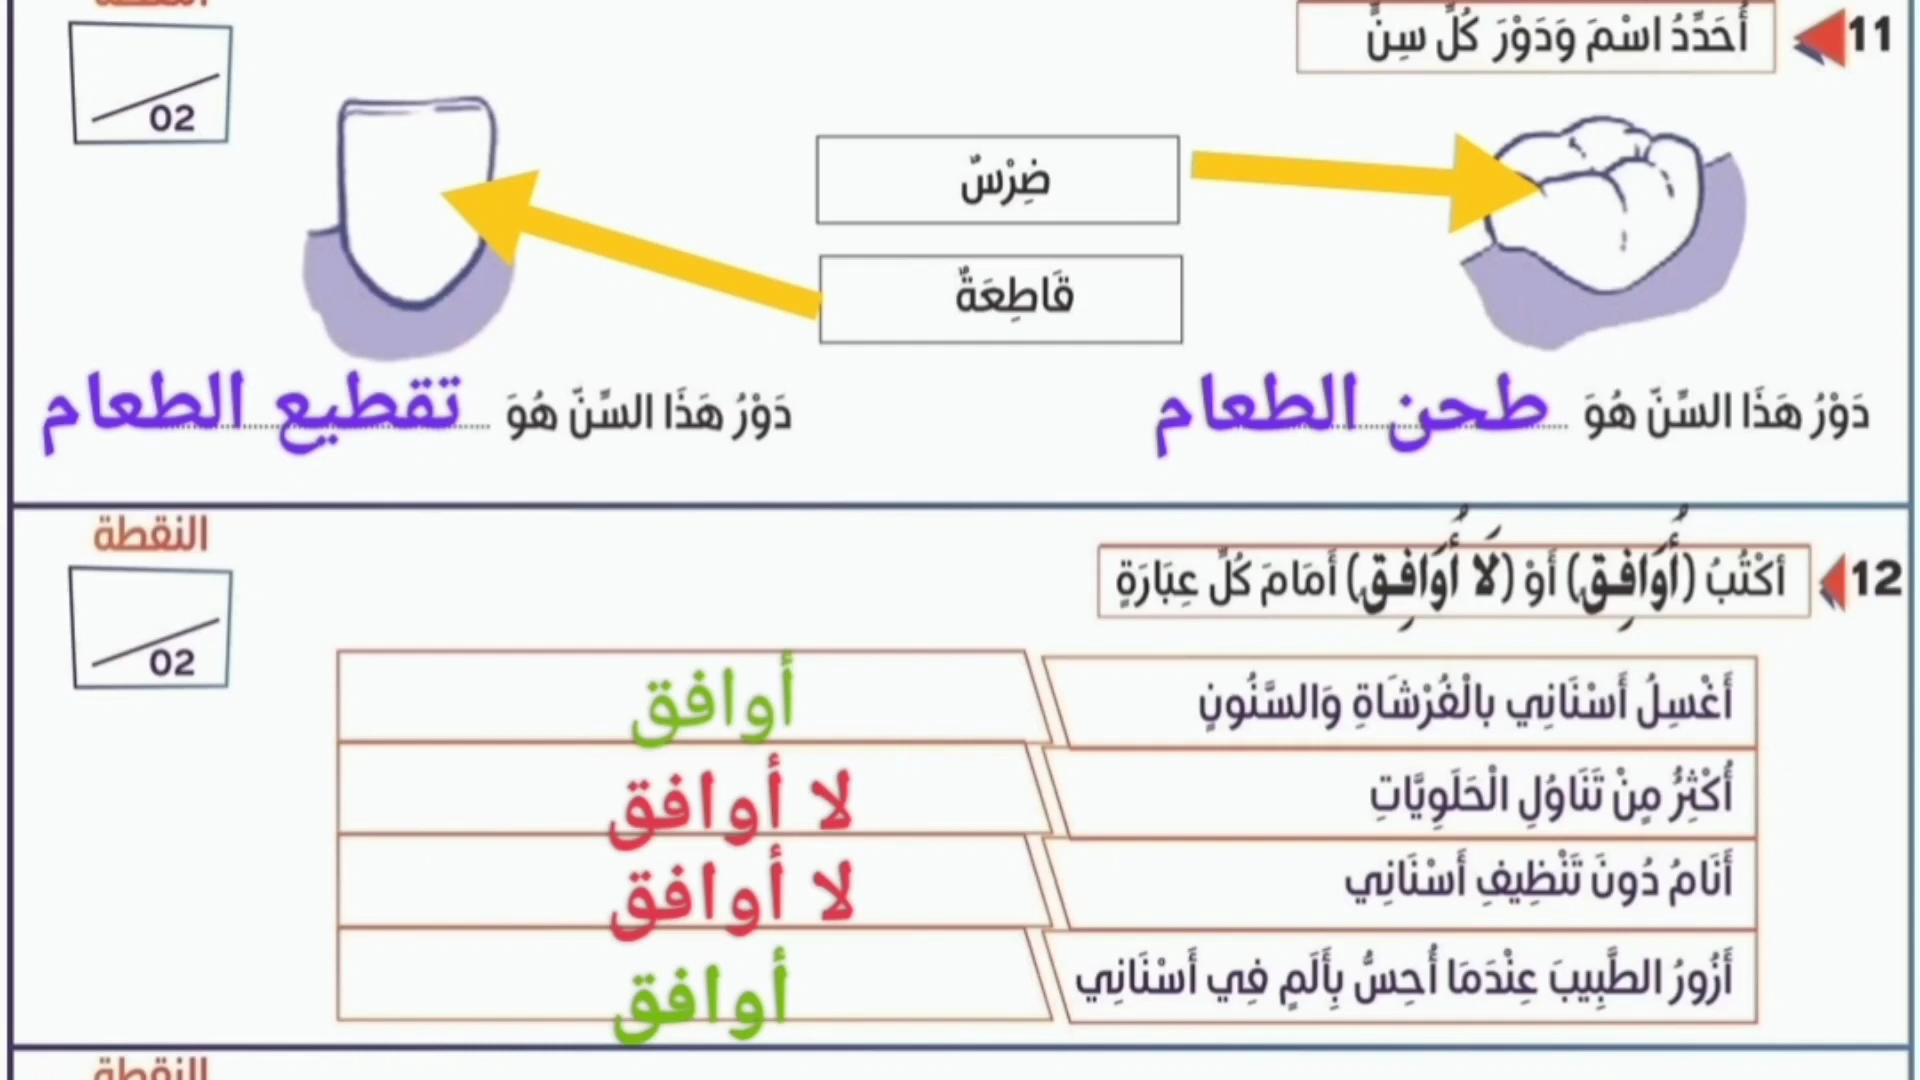 النقطة
11 أُحَدِّدُ اسْمَ وَدَوْرَ كُلِّ سِنٍّ
02
ضِرْسٌ
قَاطِعَةٌ
دَوْرُ هَذَا السِّنِّ هُوَ طحن الطعام
دَوْرُ هَذَا السِّنِّ هُوَ تقطيع الطعام
النقطة
12 أَكْتُبُ (أُوَافِقُ) أَوْ (لَا أُوَافِقُ) أَمَامَ كُلِّ عِبَارَةٍ
02
أَغْسِلُ أَسْنَانِي بالْفُرْشَاةِ وَالسَّنُونِ أوافق
أُكْثِرُ مِنْ تَنَاوُلِ الْحَلَوِيَّاتِ لا أوافق
أَنَامُ دُونَ تَنْظِيفِ أَسْنَانِي لا أوافق
أَزُورُ الطَّبِيبَ عِنْدَمَا أُحِسُّ بِأَلَمٍ فِي أَسْنَانِي أوافق
النقطة